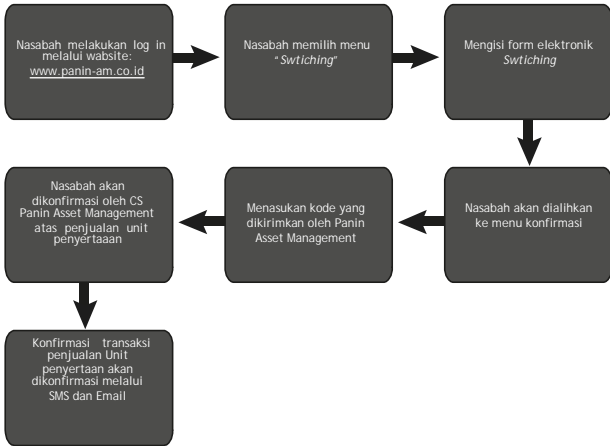 Nasabah melakukan log in
melalui website:
www.panin-am.co.id
Nasabah memilih menu
“Swtiching”
Mengisi form elektronik
Swtiching
Nasabah akan dialihkan
ke menu konfirmasi
Menasukan kode yang
dikirimkan oleh Panin
Asset Management
Nasabah akan
dikonfirmasi oleh CS
Panin Asset Management
atas penjualan unit
penyertaaan
Konfirmasi transaksi
penjualan Unit
penyertaan akan
dikonfirmasi melalui
SMS dan Email